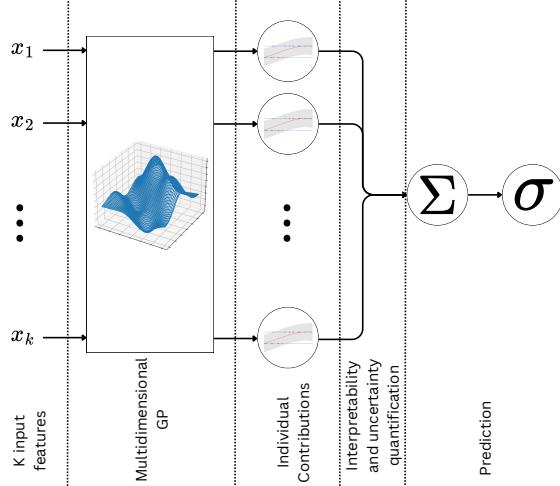 x1
x2
xk
Σ
σ
K input
features
Multidimensional
GP
Individual
Contributions
Interpretability
and uncertainty
quantification
Prediction